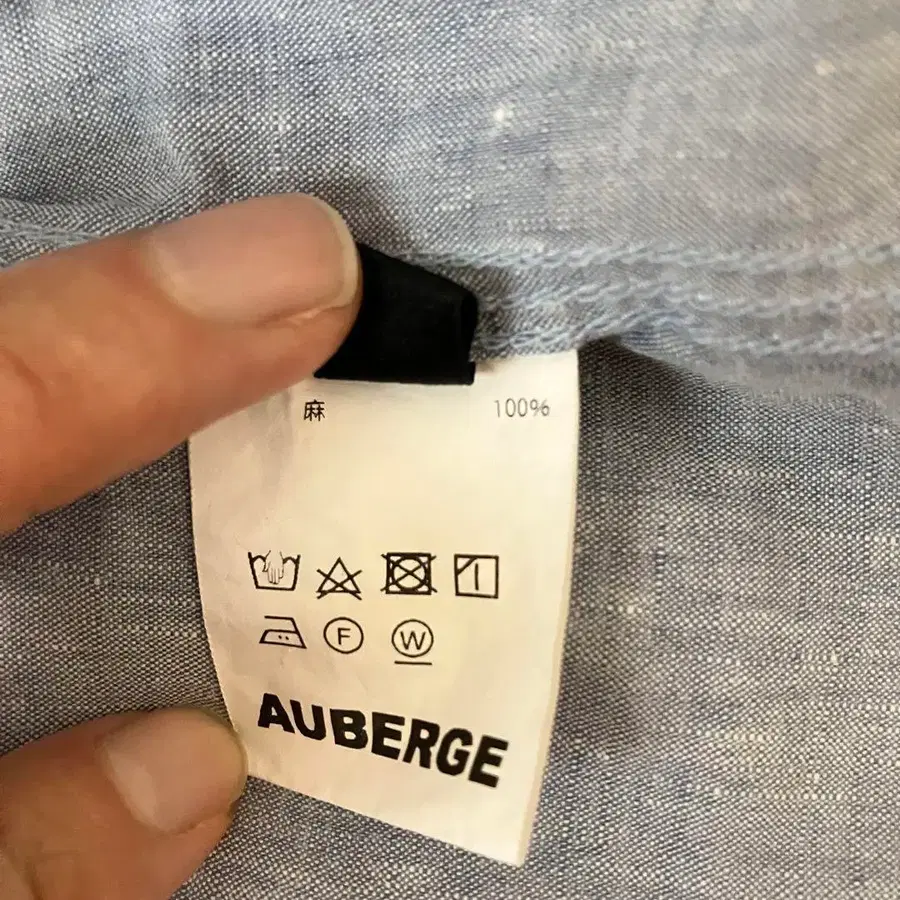 麻 100%
F W
AUBERGE